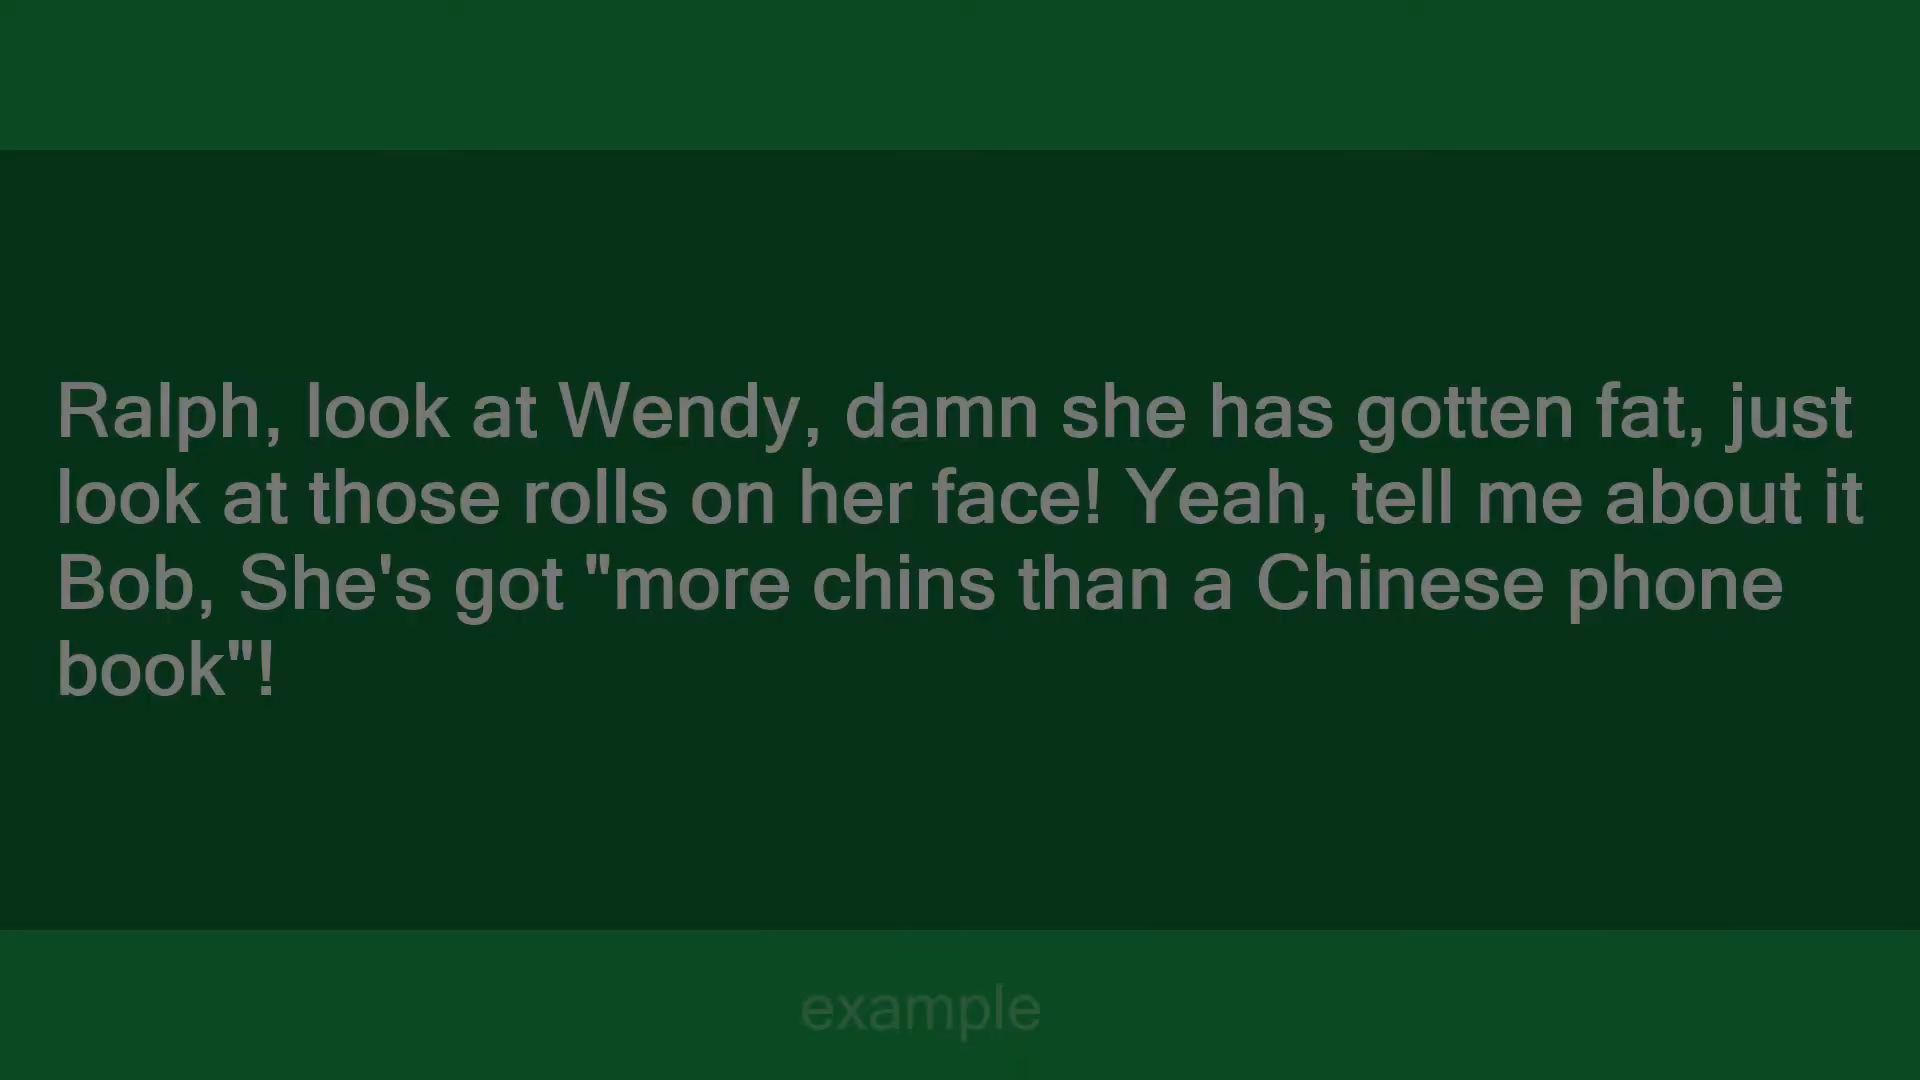 Ralph, look at Wendy, damn she has gotten fat, just
look at those rolls on her face! Yeah, tell me about it
Bob, She's got "more chins than a Chinese phone
book"!
example